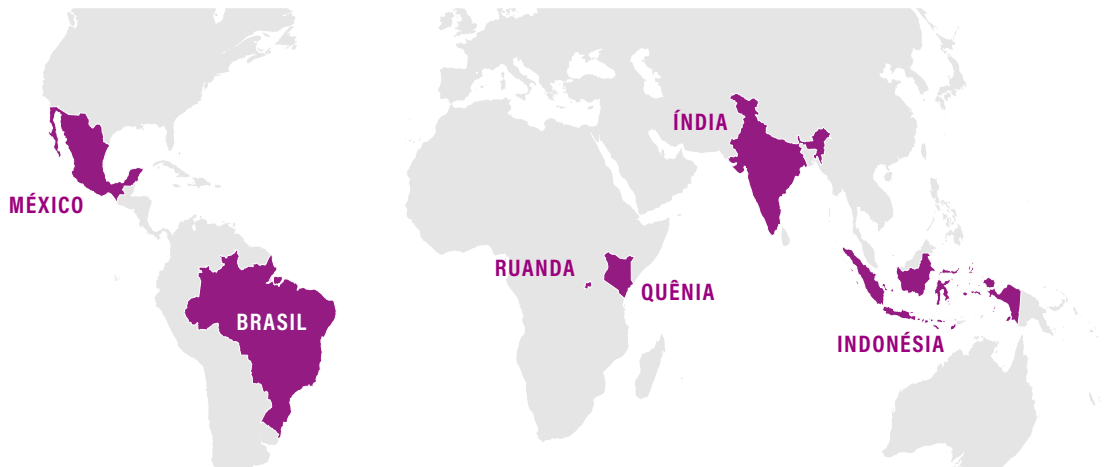 ÍNDIA
MÉXICO
RUANDA
QUÊNIA
BRASIL
INDONÉSIA